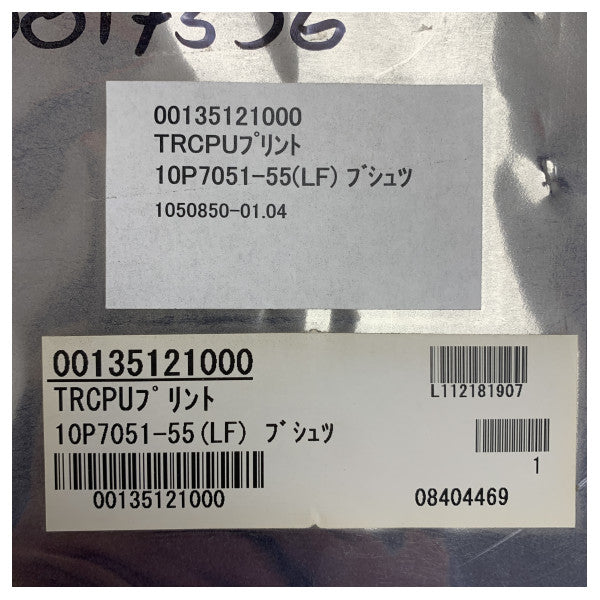 00135121000
TRCPUﾌﾟﾘﾝﾄ
10P7051-55(LF) ﾌﾞｼｭﾂ
1050850-01.04
00135121000
TRCPUﾌﾟ ﾘﾝﾄ
10P7051-55(LF) ﾌﾞ ｼｭﾂ
00135121000
L112181907
1
08404469